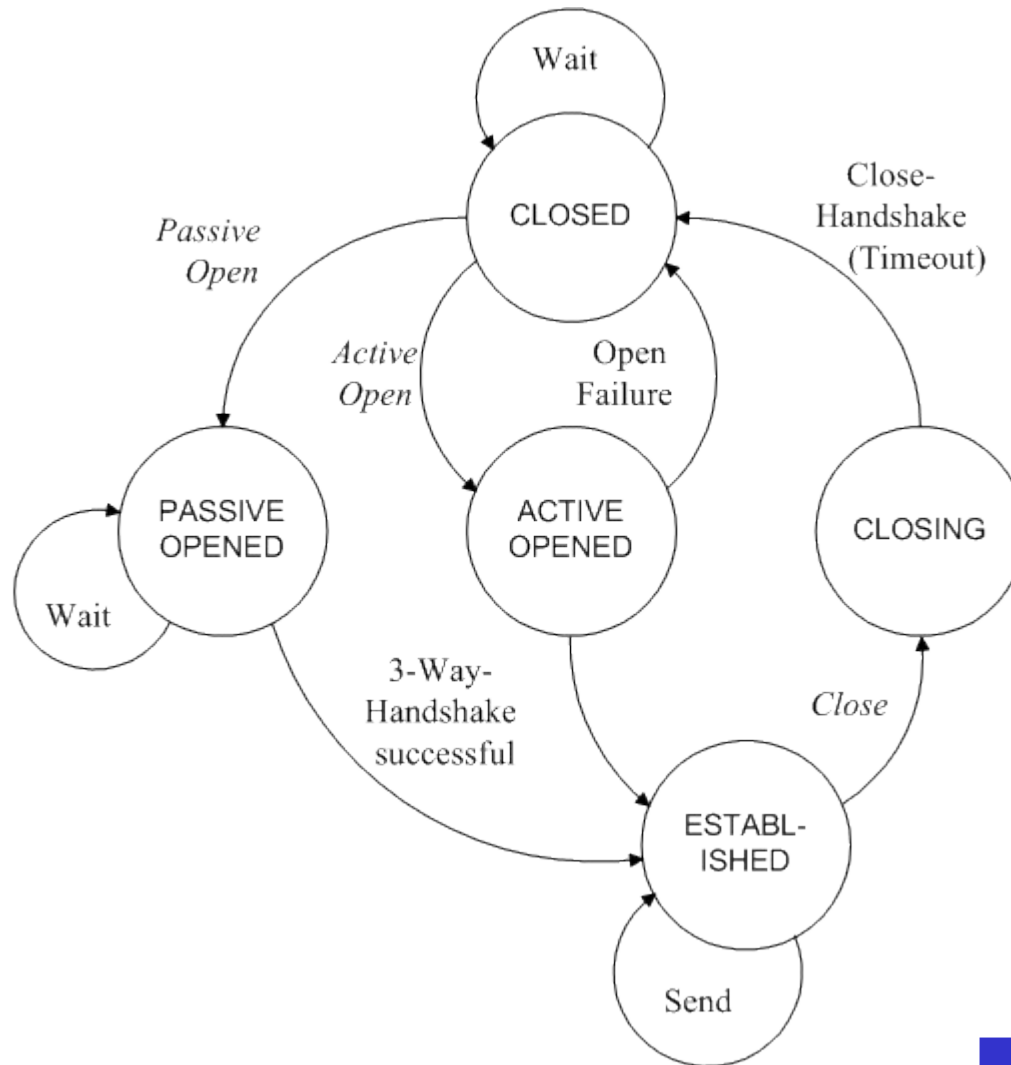 Wait
CLOSED
Close-
Handshake
(Timeout)
Passive
Open
Active
Open
Open
Failure
PASSIVE
OPENED
ACTIVE
OPENED
CLOSING
Wait
3-Way-
Handshake
successful
Close
ESTABL-
ISHED
Send